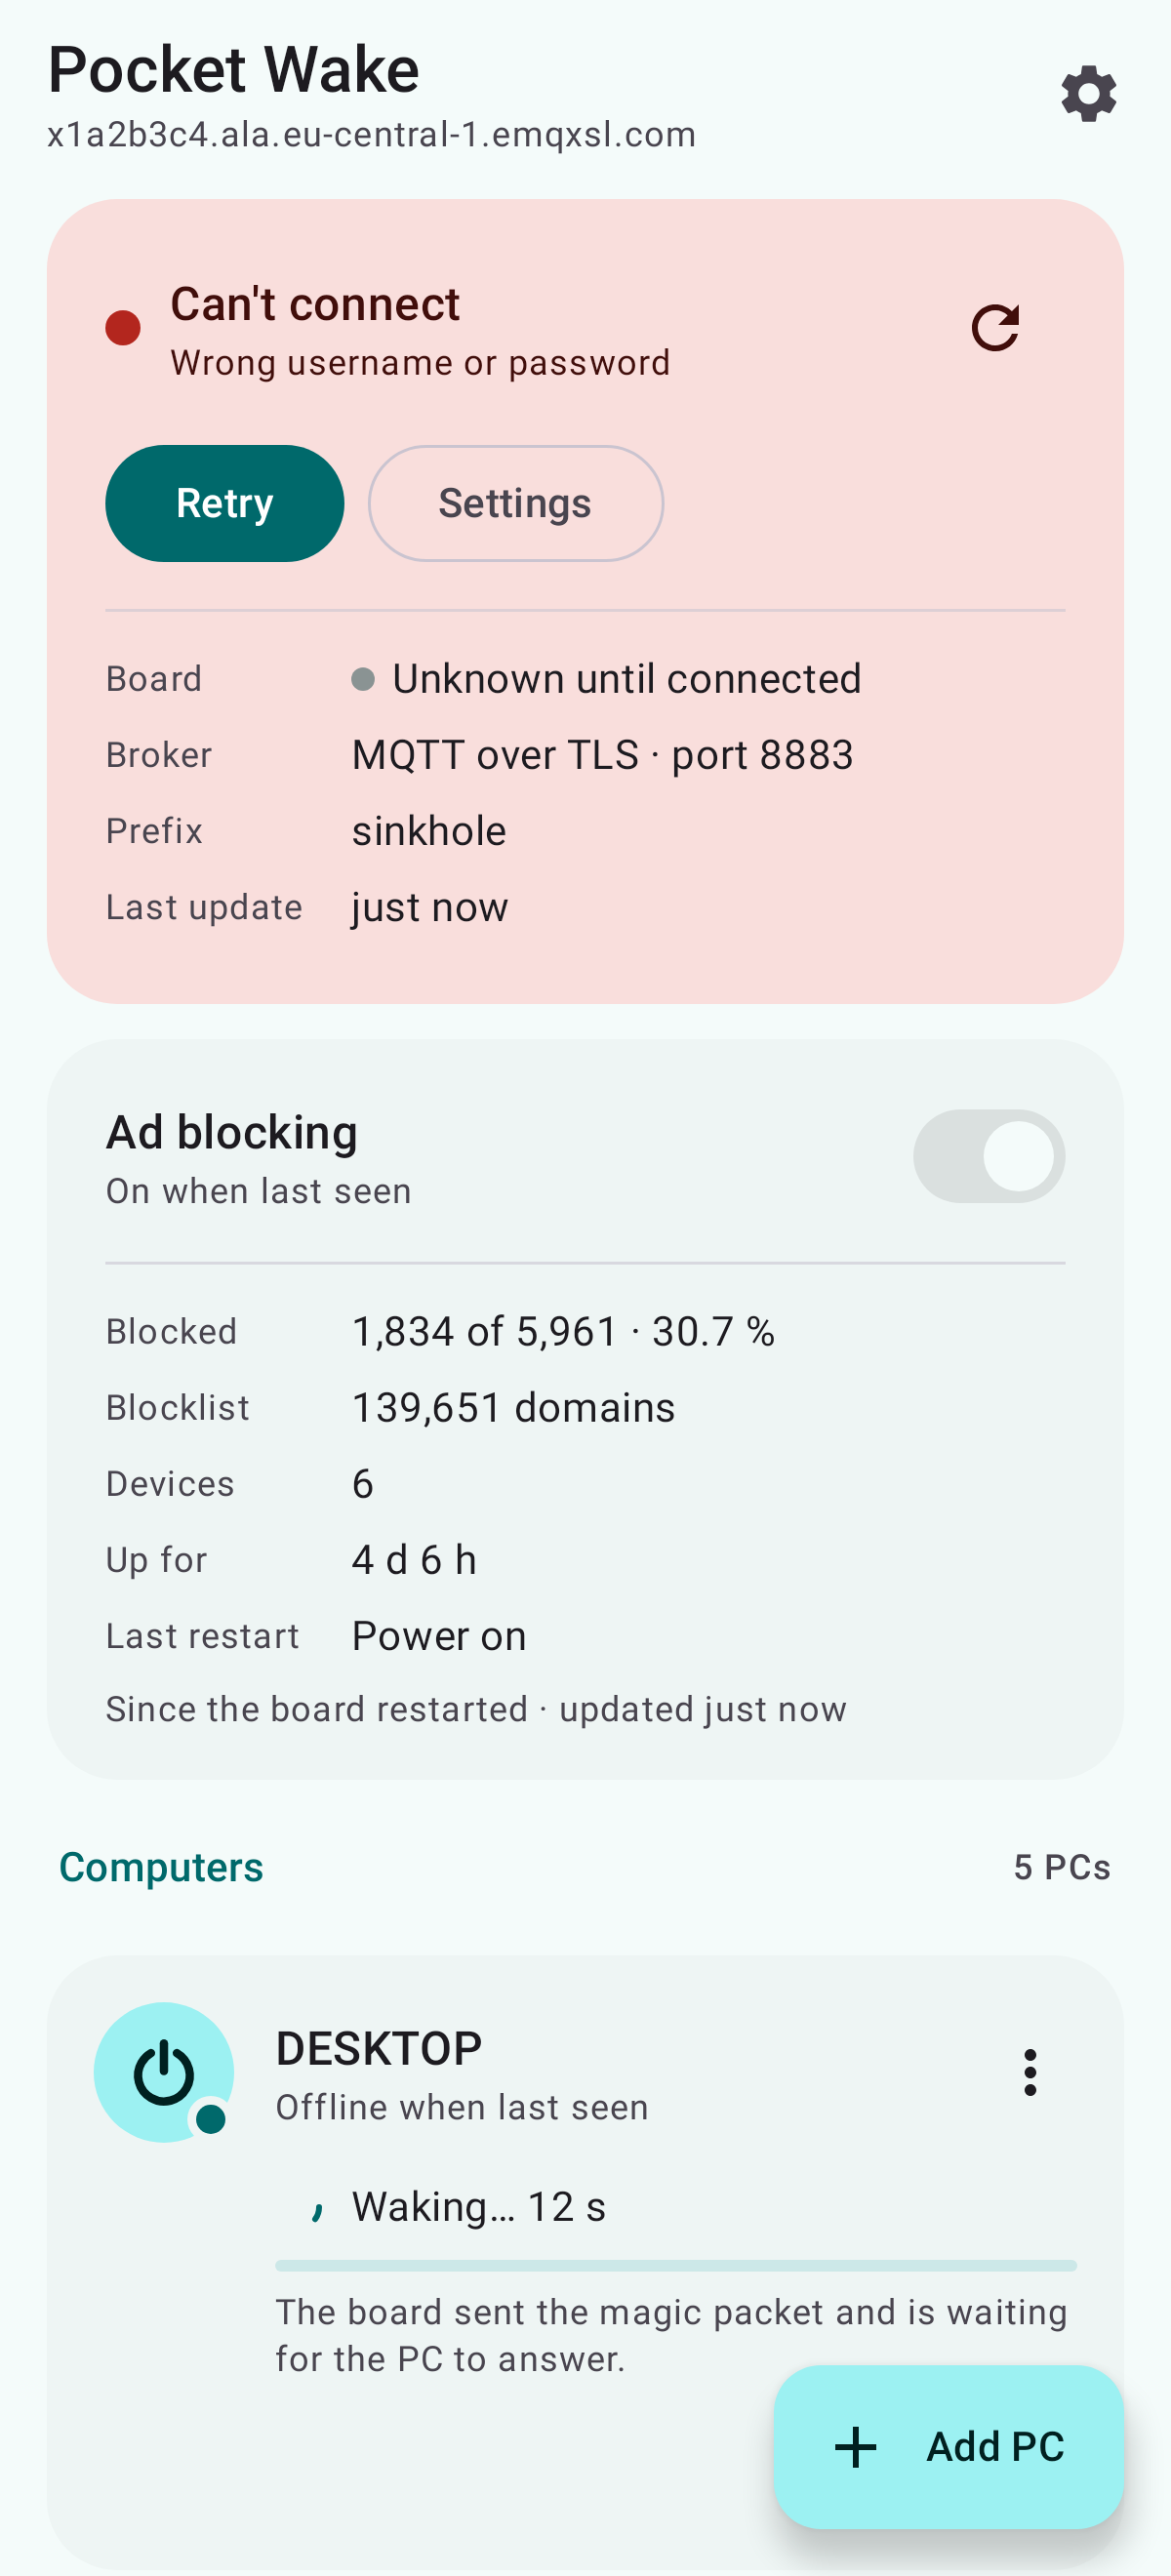 Pocket Wake
x1a2b3c4.ala.eu-central-1.emqxsl.com
Can't connect
Wrong username or password
Retry
Settings
Board
Unknown until connected
Broker
MQTT over TLS · port 8883
Prefix
sinkhole
Last update
just now
Ad blocking
On when last seen
Blocked
1,834 of 5,961 · 30.7 %
Blocklist
139,651 domains
Devices
6
Up for
4 d 6 h
Last restart
Power on
Since the board restarted · updated just now
Computers
5 PCs
DESKTOP
Offline when last seen
Waking… 12 s
The board sent the magic packet and is waiting
for the PC to answer.
Add PC